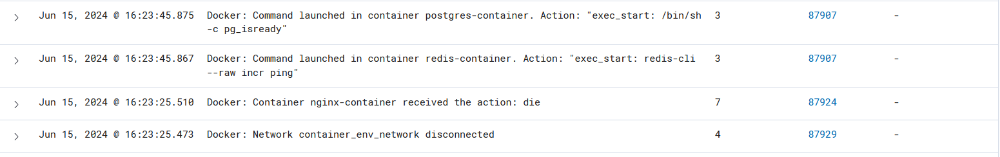 Jun 15, 2024 @ 16:23:45.875 Docker: Command launched in container postgres-container. Action: "exec_start: /bin/sh 3 87907 -
-c pg_isready"
Jun 15, 2024 @ 16:23:45.867 Docker: Command launched in container redis-container. Action: "exec_start: redis-cli 3 87907 -
--raw incr ping"
Jun 15, 2024 @ 16:23:25.510 Docker: Container nginx-container received the action: die 7 87924 -
Jun 15, 2024 @ 16:23:25.473 Docker: Network container_env_network disconnected 4 87929 -